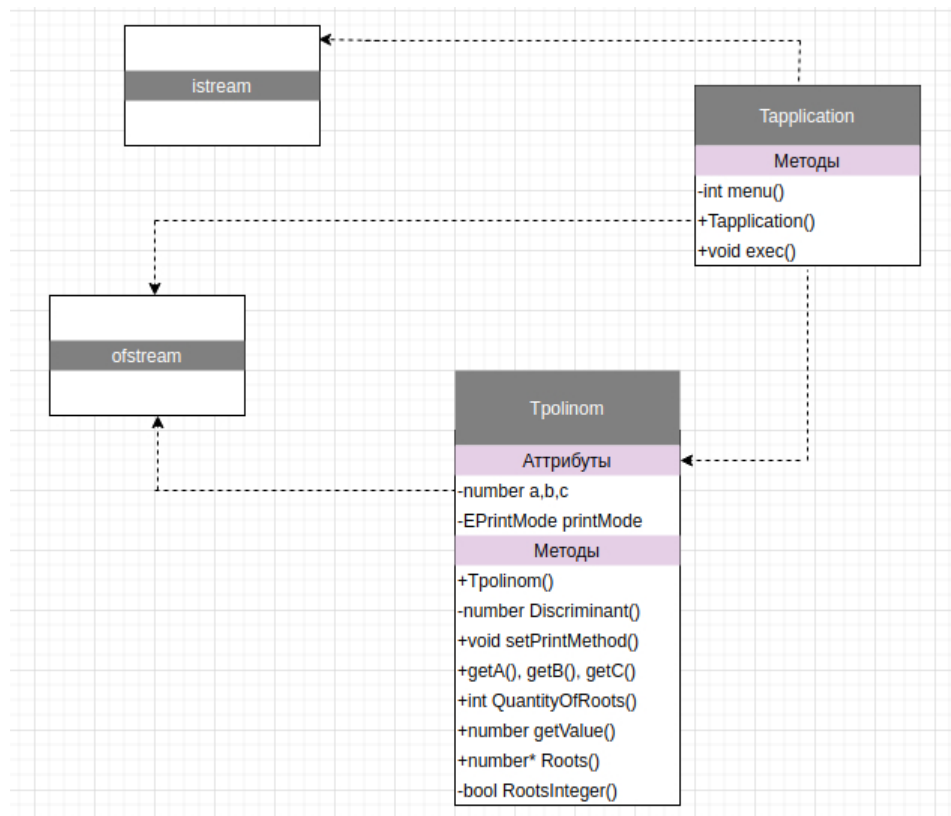 istream
Tapplication
Методы
-int menu()
+Tapplication()
+void exec()
ofstream
Tpolinom
Аттрибуты
-number a,b,c
-EPrintMode printMode
Методы
+Tpolinom()
-number Discriminant()
+void setPrintMethod()
+getA(), getB(), getC()
+int QuantityOfRoots()
+number getValue()
+number* Roots()
-bool RootsInteger()